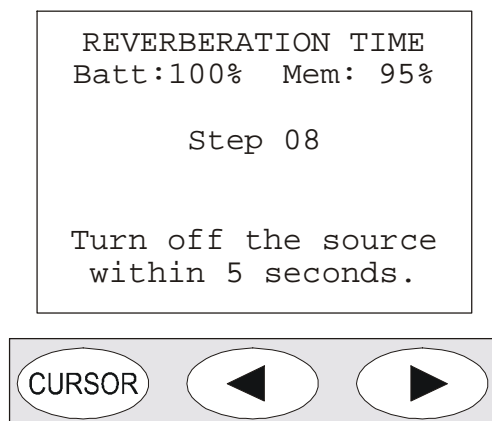 REVERBERATION TIME
Batt:100% Mem: 95%
Step 08
Turn off the source
within 5 seconds.
CURSOR